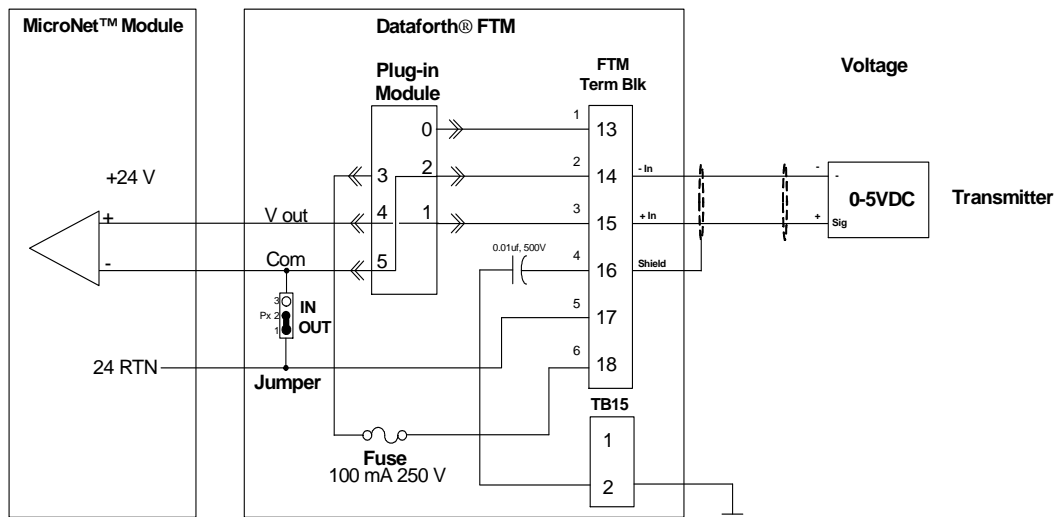 MicroNet™ Module
Dataforth® FTM
Plug-in
Module
FTM
Term Blk
Voltage
0
1
13
+24 V
3
2
2
14
- In
-
-
0-5VDC
Transmitter
+
V out
4
1
3
15
+ In
+
Sig
0.01uf, 500V
-
Com
5
4
16
Shield
3
IN
Px 2
OUT
1
5
17
24 RTN
Jumper
6
18
TB15
1
Fuse
100 mA 250 V
2